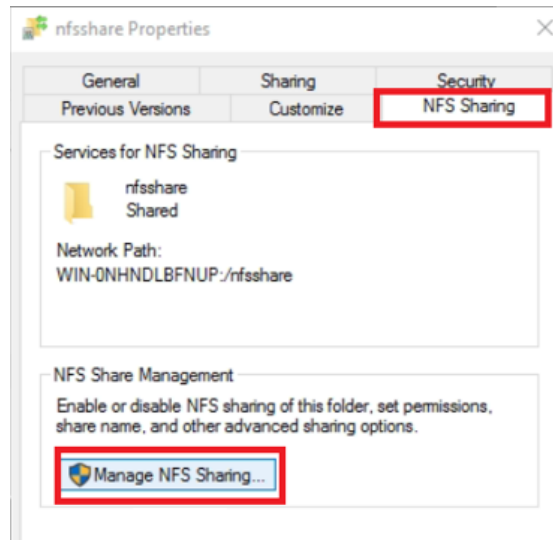 nfsshare Properties
General Sharing Security
Previous Versions Customize NFS Sharing
Services for NFS Sharing
nfsshare
Shared
Network Path:
WIN-0NHNDLBFNUP:/nfsshare
NFS Share Management
Enable or disable NFS sharing of this folder, set permissions,
share name, and other advanced sharing options.
Manage NFS Sharing...